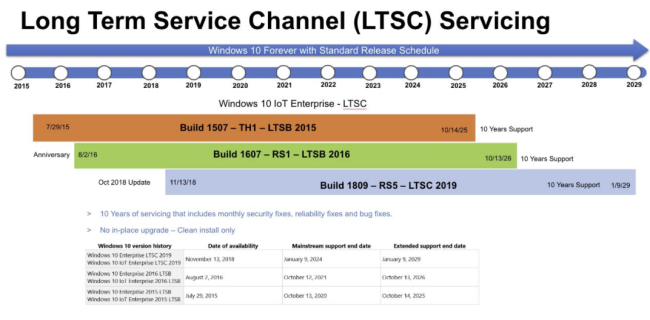 Long Term Service Channel (LTSC) Servicing
Windows 10 Forever with Standard Release Schedule
2015 2016 2017 2018 2019 2020 2021 2022 2023 2024 2025 2026 2027 2028 2029
Windows 10 IoT Enterprise - LTSC
7/29/15 Build 1507 – TH1 – LTSB 2015 10/14/25 10 Years Support
Anniversary 8/2/16 Build 1607 – RS1 – LTSB 2016 10/13/26 10 Years Support
Oct 2018 Update 11/13/18 Build 1809 – RS5 – LTSC 2019 10 Years Support 1/9/29
> 10 Years of servicing that includes monthly security fixes, reliability fixes and bug fixes.
> No in-place upgrade – Clean install only
Windows 10 version history Date of availability Mainstream support end date Extended support end date
Windows 10 Enterprise LTSC 2019
Windows 10 IoT Enterprise LTSC 2019 November 13, 2018 January 9, 2024 January 9, 2029
Windows 10 Enterprise 2016 LTSB
Windows 10 IoT Enterprise 2016 LTSB August 2, 2016 October 12, 2021 October 13, 2026
Windows 10 Enterprise 2015 LTSB
Windows 10 IoT Enterprise 2015 LTSB July 29, 2015 October 13, 2020 October 14, 2025